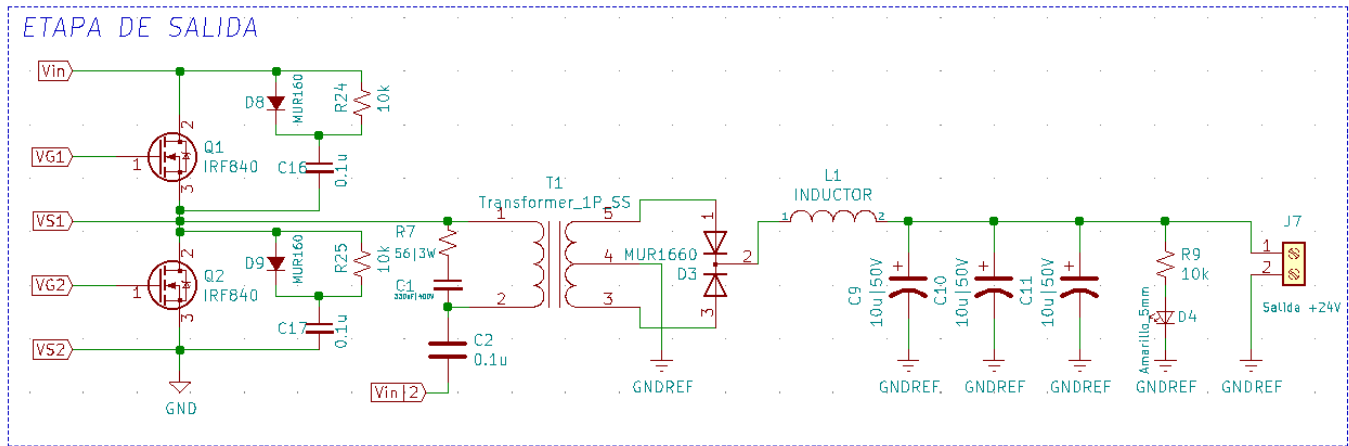 ETAPA DE SALIDA
Vin
D8
MUR160
R24
10k
2
Q1
IRF840
VG1
1
3
C16
0.1u
VS1
2
Q2
IRF840
VG2
1
3
D9
MUR160
R25
10k
C17
0.1u
VS2
GND
R7
56|3W
C1
C2
0.1u
Vin|2
T1
Transformer_1P_SS
1
2
5
4
3
GNDREF
1
MUR1660
D3
2
3
L1
INDUCTOR
1
2
C9
10u|50V
GNDREF
C10
10u|50V
GNDREF
C11
10u|50V
GNDREF
R9
10k
D4
Amarillo_5mm
GNDREF
J7
1
2
Salida +24V
GNDREF